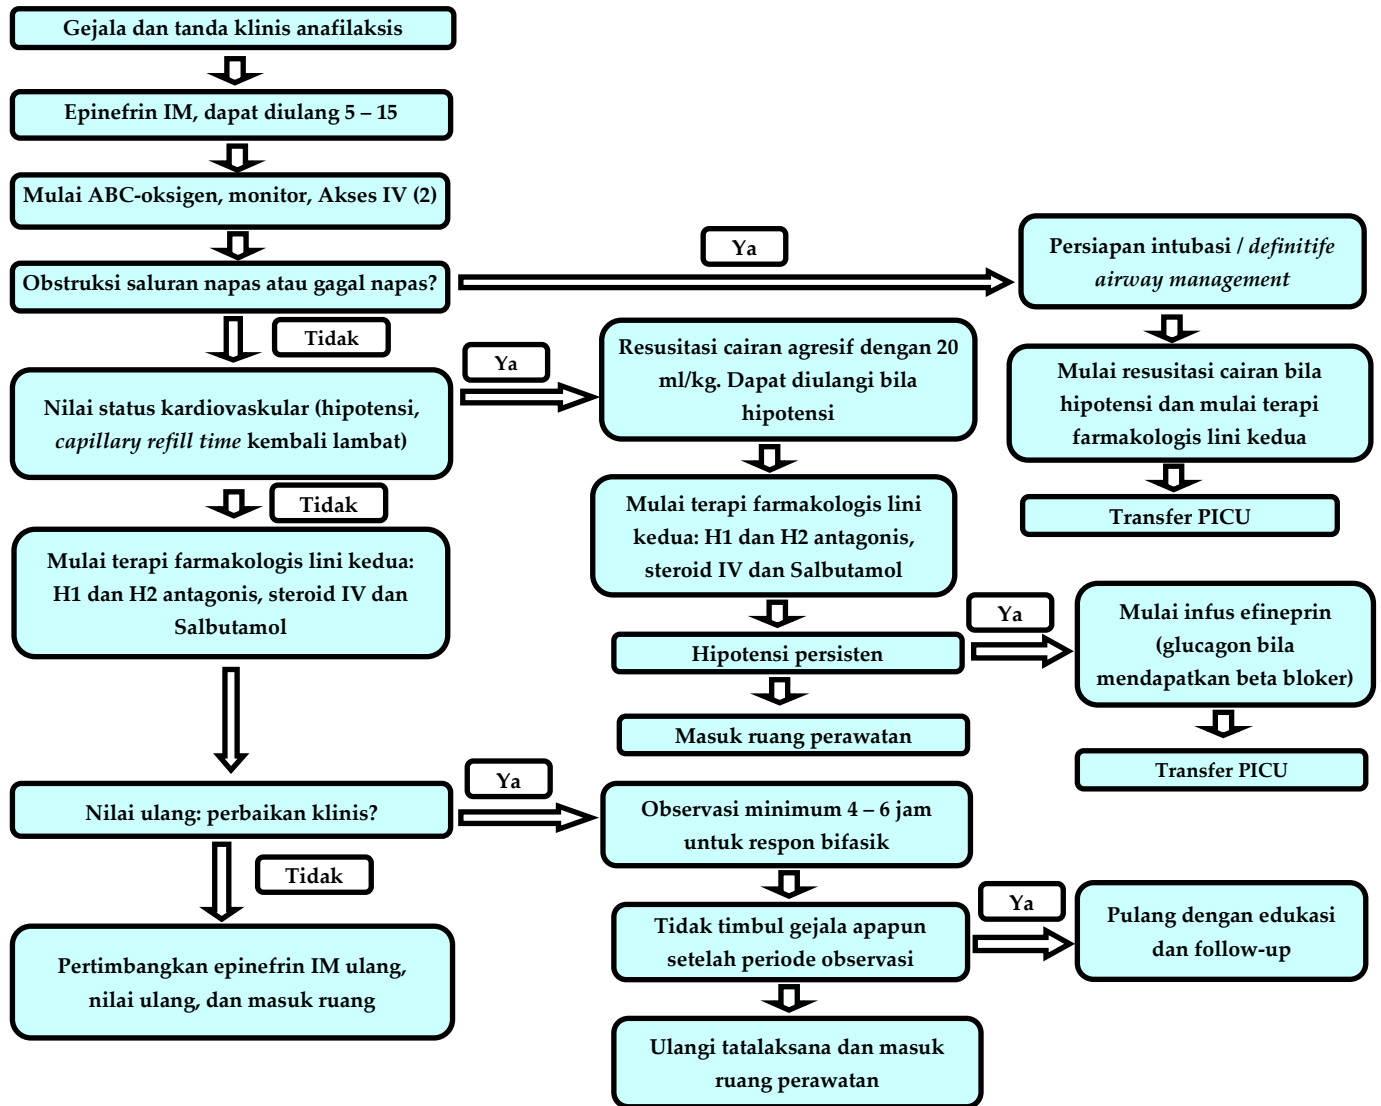 Gejala dan tanda klinis anafilaksis
Epinefrin IM, dapat diulang 5 – 15
Mulai ABC-oksigen, monitor, Akses IV (2)
Obstruksi saluran napas atau gagal napas?
Ya
Persiapan intubasi / definitife
airway management
Mulai resusitasi cairan bila
hipotensi dan mulai terapi
farmakologis lini kedua
Transfer PICU
Tidak
Nilai status kardiovaskular (hipotensi,
capillary refill time kembali lambat)
Ya
Resusitasi cairan agresif dengan 20
ml/kg. Dapat diulangi bila
hipotensi
Mulai terapi farmakologis lini
kedua: H1 dan H2 antagonis,
steroid IV dan Salbutamol
Hipotensi persisten
Ya
Mulai infus efineprin
(glucagon bila
mendapatkan beta bloker)
Transfer PICU
Masuk ruang perawatan
Tidak
Mulai terapi farmakologis lini kedua:
H1 dan H2 antagonis, steroid IV dan
Salbutamol
Nilai ulang: perbaikan klinis?
Ya
Observasi minimum 4 – 6 jam
untuk respon bifasik
Tidak timbul gejala apapun
setelah periode observasi
Ya
Pulang dengan edukasi
dan follow-up
Ulangi tatalaksana dan masuk
ruang perawatan
Tidak
Pertimbangkan epinefrin IM ulang,
nilai ulang, dan masuk ruang